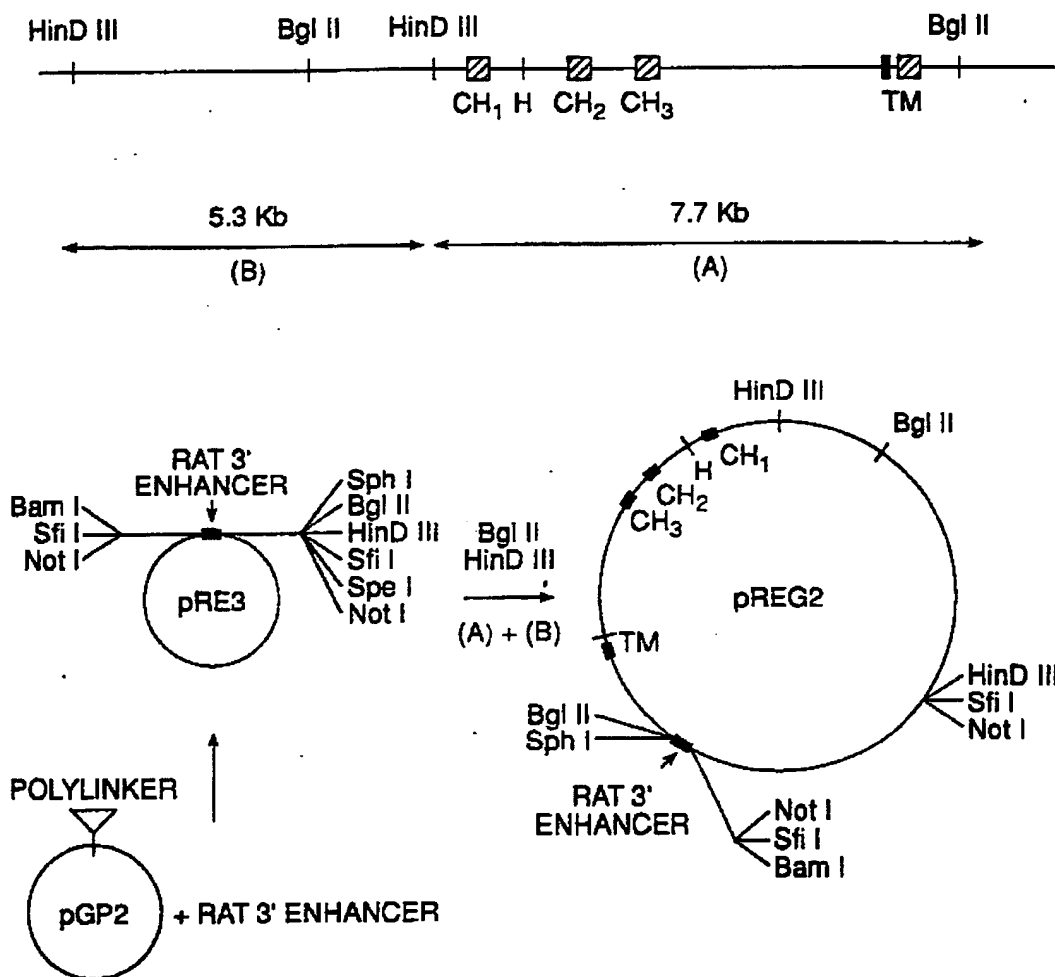 HinD III Bgl II HinD III Bgl II
CH1 H CH2 CH3 TM
5.3 Kb 7.7 Kb
(B) (A)
RAT 3'
ENHANCER
Bam I
Sfi I
Not I
Sph I
Bgl II
HinD III
Sfi I
Spe I
Not I
pRE3
Bgl II
HinD III
(A) + (B)
HinD III
Bgl II
CH1
H
CH2
CH3
pREG2
TM
HinD III
Sfi I
Not I
Bgl II
Sph I
RAT 3'
ENHANCER
Not I
Sfi I
Bam I
POLYLINKER
pGP2 + RAT 3' ENHANCER